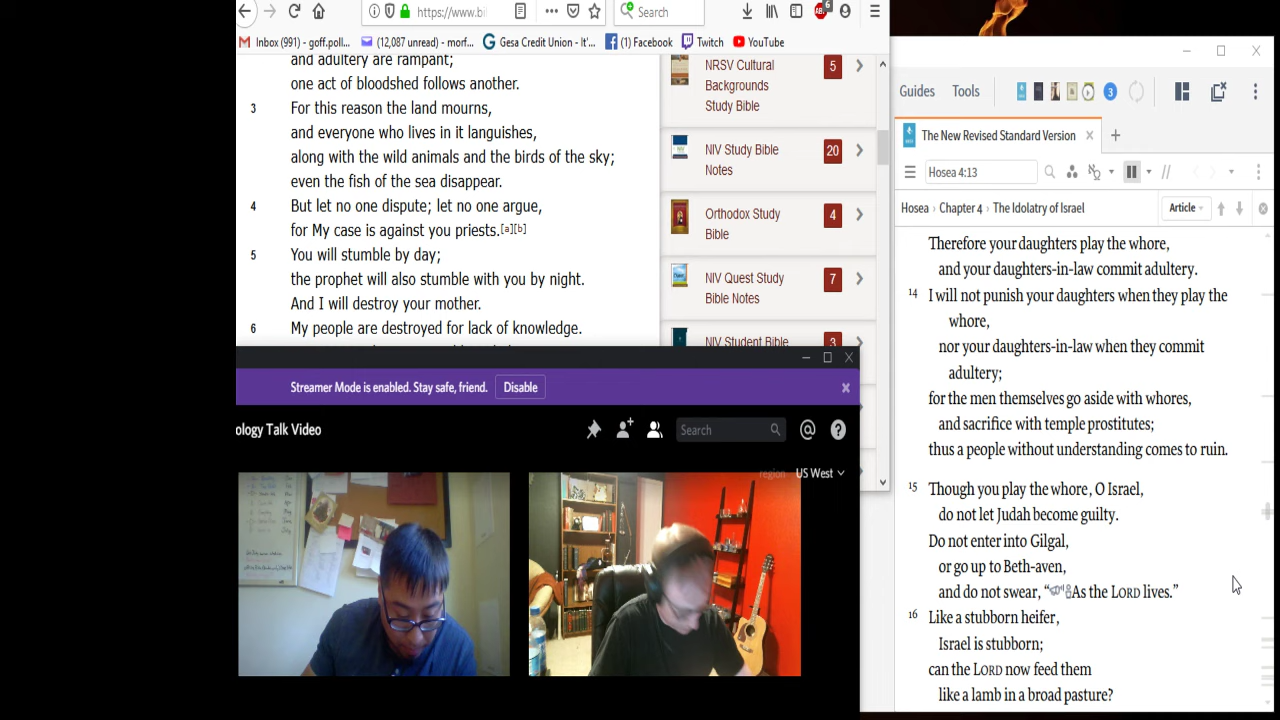 https://www.bi
Search
6
Inbox (991) - goff.poll...
(12,087 unread) - morf...
Gesa Credit Union - It'...
(1) Facebook
Twitch
YouTube
and adultery are rampant;
one act of bloodshed follows another.
3 For this reason the land mourns,
and everyone who lives in it languishes,
along with the wild animals and the birds of the sky;
even the fish of the sea disappear.
4 But let no one dispute; let no one argue,
for My case is against you priests.[a][b]
5 You will stumble by day;
the prophet will also stumble with you by night.
And I will destroy your mother.
6 My people are destroyed for lack of knowledge.
NRSV Cultural
Backgrounds
Study Bible
5
NIV Study Bible
Notes
20
Orthodox Study
Bible
4
NIV Quest Study
Bible Notes
7
NIV Student Bible
3
Streamer Mode is enabled. Stay safe, friend.
Disable
ology Talk Video
Search
region
US West
Guides
Tools
3
The New Revised Standard Version
Hosea 4:13
Hosea › Chapter 4 › The Idolatry of Israel
Article
Therefore your daughters play the whore,
and your daughters-in-law commit adultery.
14 I will not punish your daughters when they play the
whore,
nor your daughters-in-law when they commit
adultery;
for the men themselves go aside with whores,
and sacrifice with temple prostitutes;
thus a people without understanding comes to ruin.
15 Though you play the whore, O Israel,
do not let Judah become guilty.
Do not enter into Gilgal,
or go up to Beth-aven,
and do not swear, “As the LORD lives.”
16 Like a stubborn heifer,
Israel is stubborn;
can the LORD now feed them
like a lamb in a broad pasture?